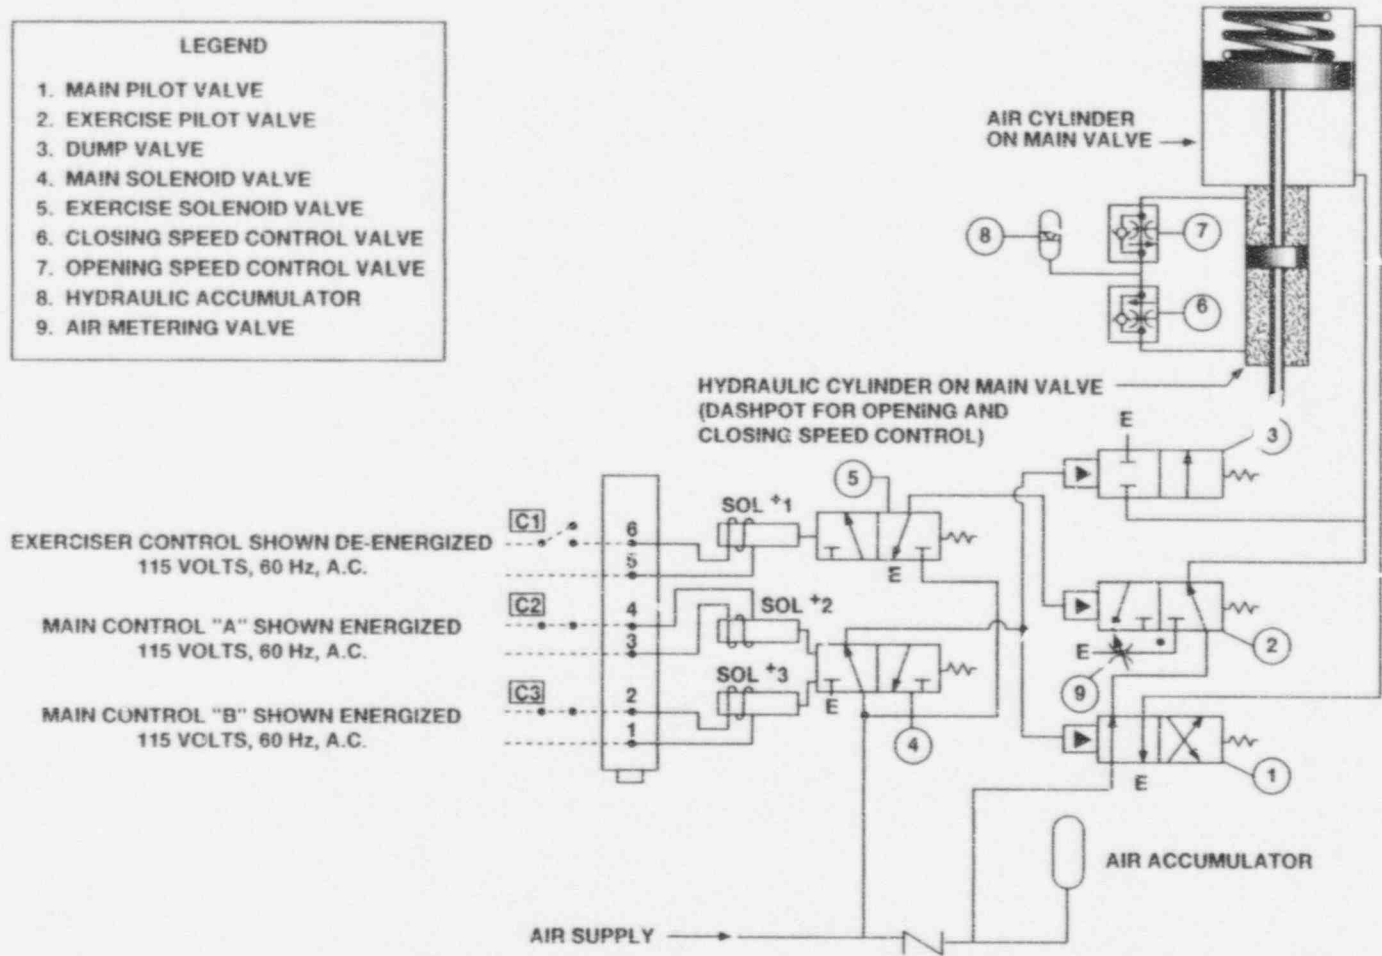 LEGEND
1. MAIN PILOT VALVE
2. EXERCISE PILOT VALVE
3. DUMP VALVE
4. MAIN SOLENOID VALVE
5. EXERCISE SOLENOID VALVE
6. CLOSING SPEED CONTROL VALVE
7. OPENING SPEED CONTROL VALVE
8. HYDRAULIC ACCUMULATOR
9. AIR METERING VALVE
AIR CYLINDER
ON MAIN VALVE
8
7
6
HYDRAULIC CYLINDER ON MAIN VALVE
(DASHPOT FOR OPENING AND
CLOSING SPEED CONTROL)
E
3
5
SOL +1
C1
6
EXERCISER CONTROL SHOWN DE-ENERGIZED
115 VOLTS, 60 Hz, A.C.
5
E
C2
4
SOL +2
MAIN CONTROL "A" SHOWN ENERGIZED
115 VOLTS, 60 Hz, A.C.
3
E
2
9
C3
2
SOL +3
E
MAIN CONTROL "B" SHOWN ENERGIZED
115 VOLTS, 60 Hz, A.C.
1
4
E
1
AIR ACCUMULATOR
AIR SUPPLY